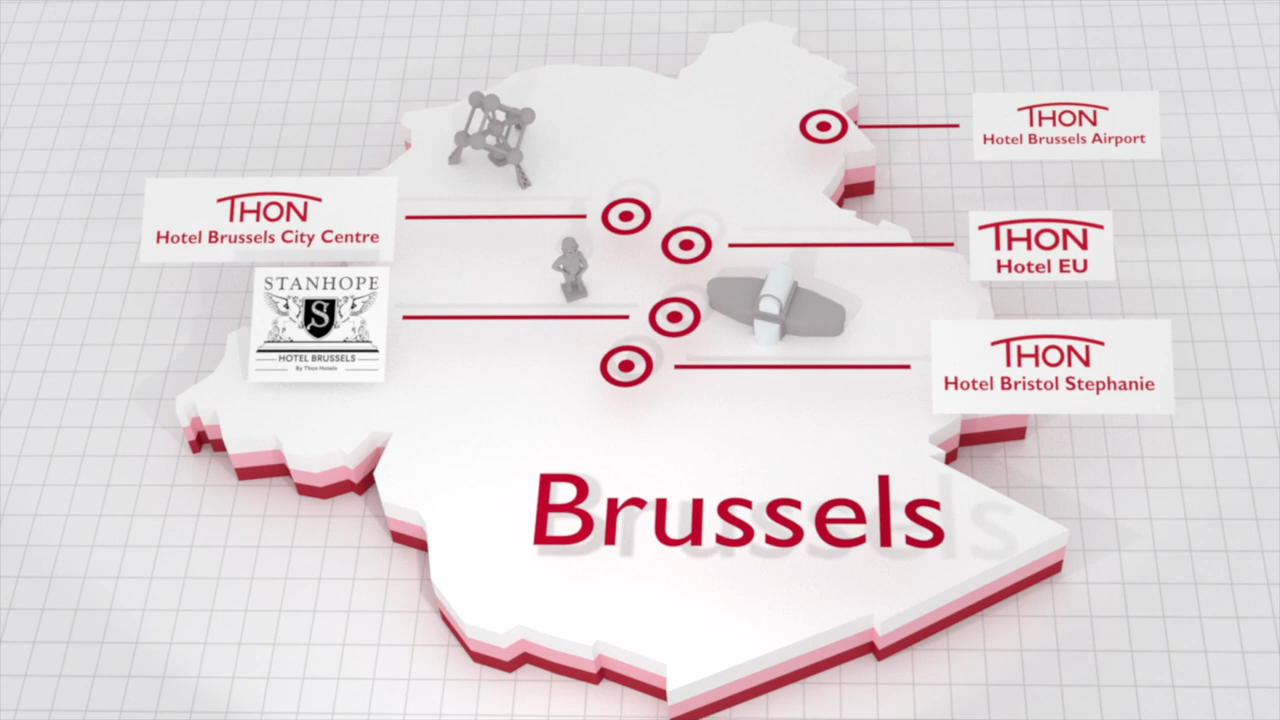 THON
Hotel Brussels Airport
THON
Hotel Brussels City Centre
THON
Hotel EU
STANHOPE
S
HOTEL BRUSSELS
By Thon Hotels
THON
Hotel Bristol Stephanie
Brussels